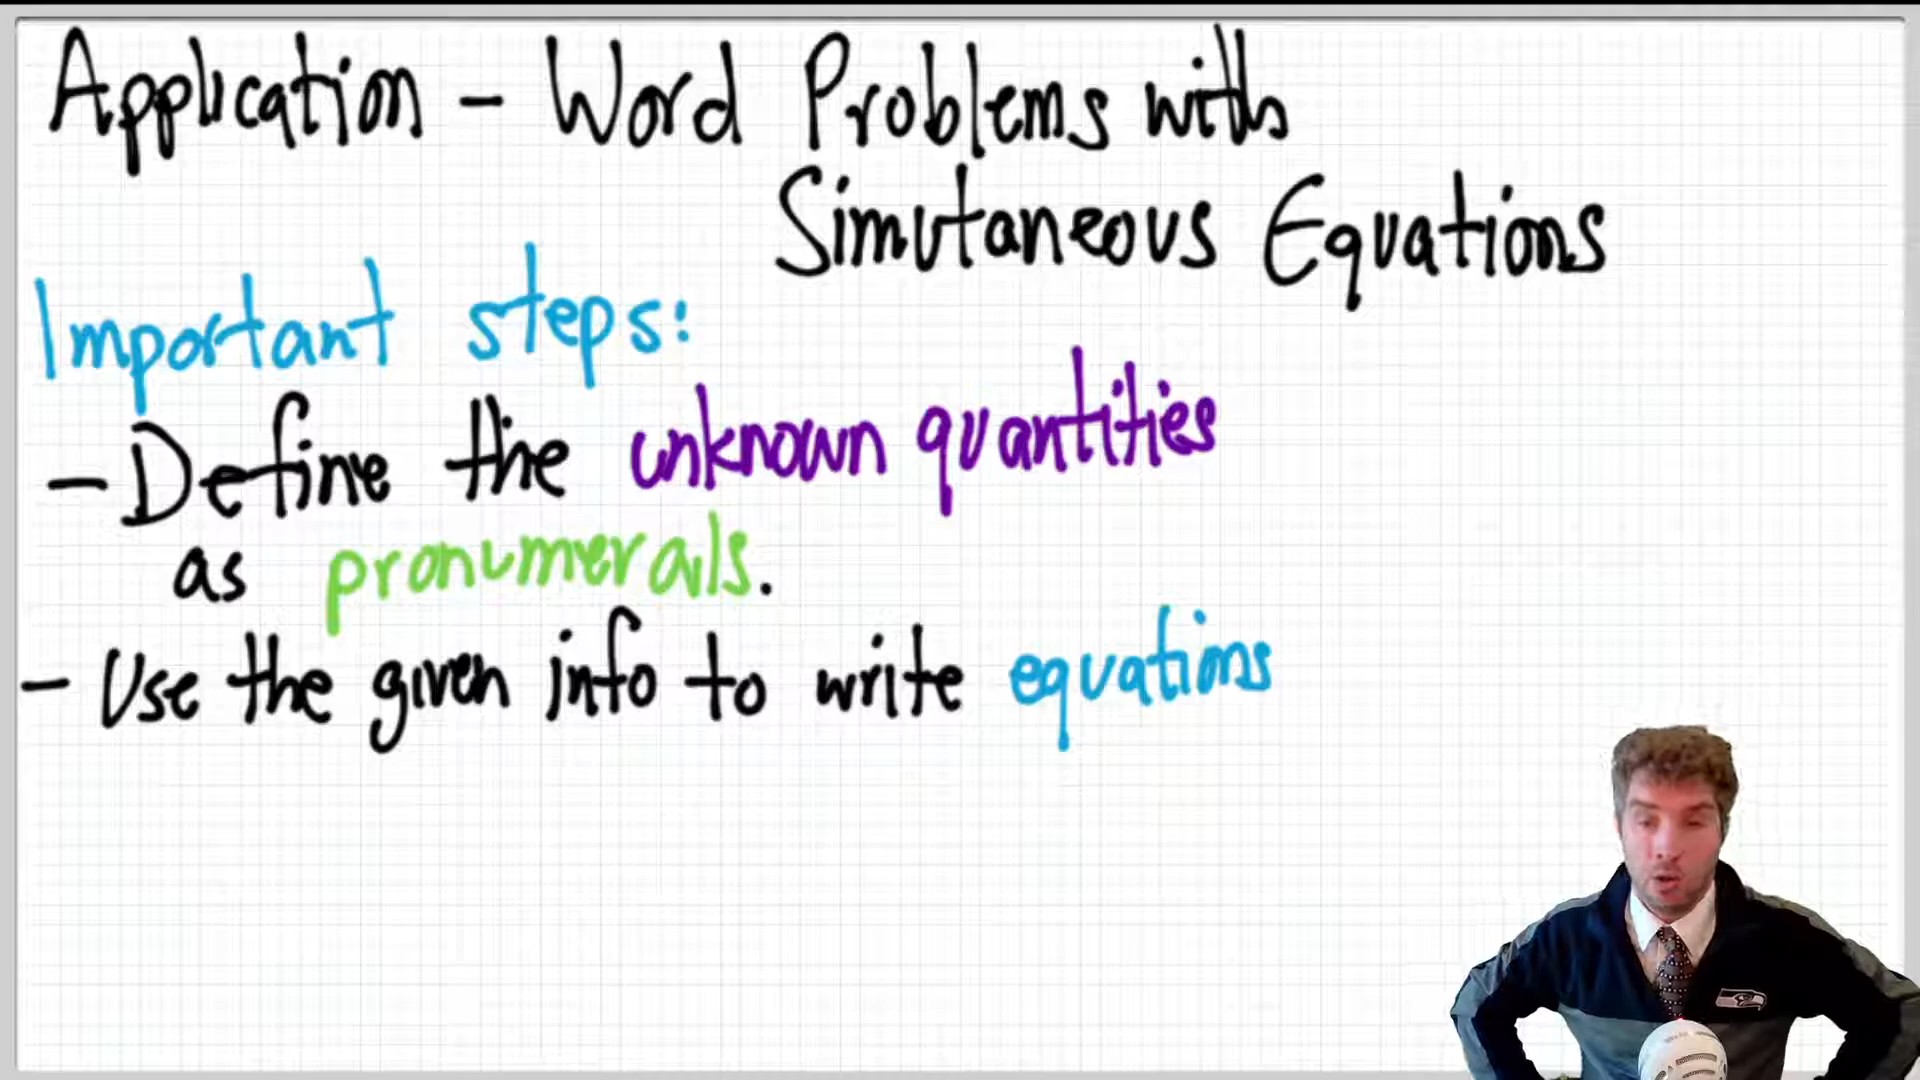 Application - Word Problems with
Simutaneous Equations
Important steps:
- Define the unknown quantities
as pronumerals.
- Use the given info to write equations